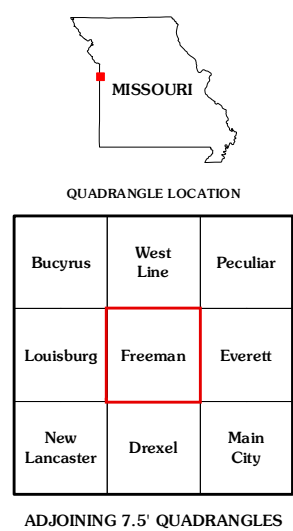 MISSOURI
QUADRANGLE LOCATION
Bucyrus
West
Line
Peculiar
Louisburg
Freeman
Everett
New
Lancaster
Drexel
Main
City
ADJOINING 7.5' QUADRANGLES